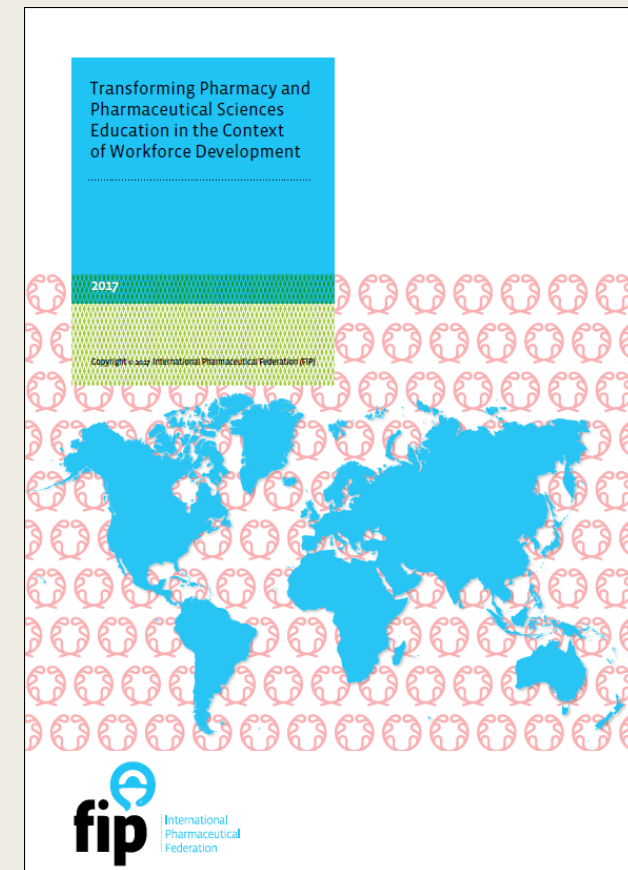 Transforming Pharmacy and
Pharmaceutical Sciences
Education in the Context
of Workforce Development
2017
Copyright © 2017 International Pharmaceutical Federation (FIP)
fip
International
Pharmaceutical
Federation